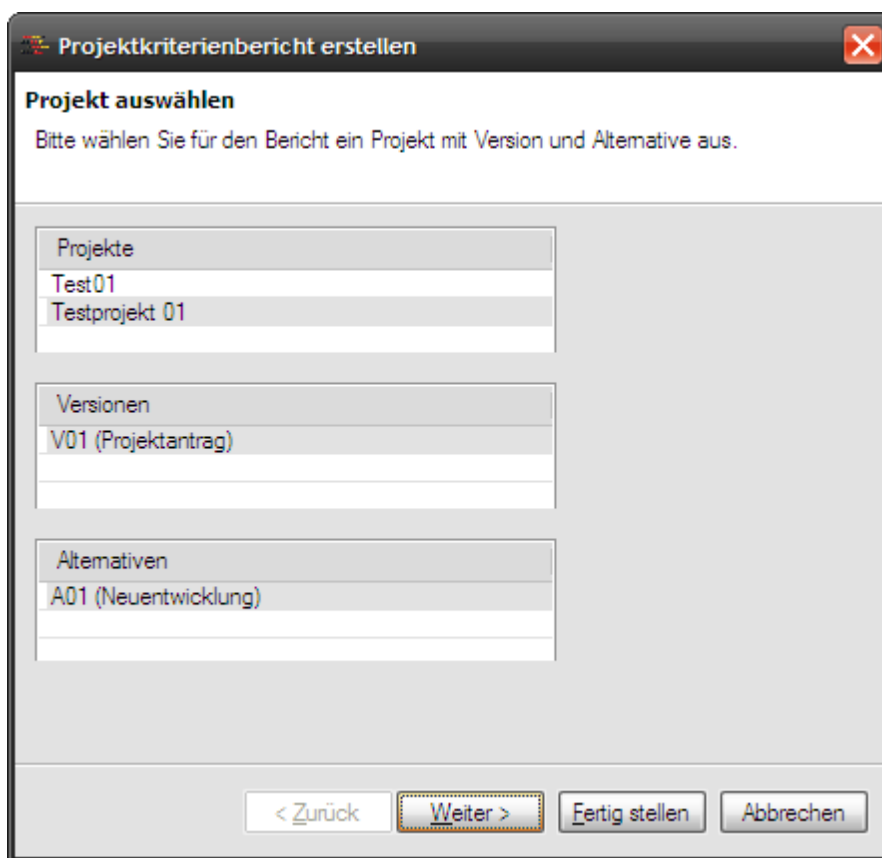 Projektkriterienbericht erstellen
Projekt auswählen
Bitte wählen Sie für den Bericht ein Projekt mit Version und Alternative aus.
Projekte
Test01
Testprojekt 01
Versionen
V01 (Projektantrag)
Alternativen
A01 (Neuentwicklung)
< Zurück Weiter > Fertig stellen Abbrechen